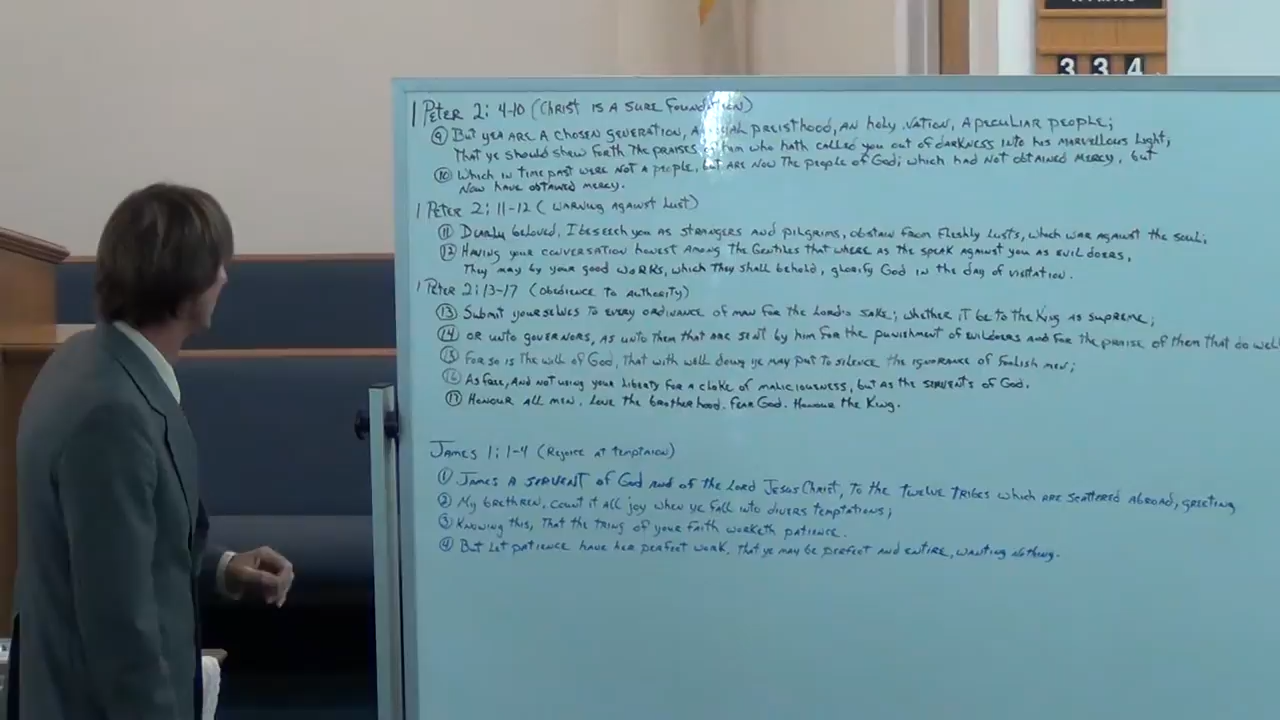 334
1 Peter 2: 4-10 (Christ is a sure foundation)
⑨ But yea are a chosen generation, a preisthood, an holy nation, a peculiar people;
That ye should shew forth the praises him who hath called you out of darkness into his marvellous light,
⑩ Which in time past were not a people, but are now the people of God; which had not obtained mercy, but
now have obtained mercy.
1 Peter 2: 11-12 (Warning against lust)
⑪ Dearly beloved, I beseech you as strangers and pilgrims, abstain from fleshly lusts, which war against the soul;
⑫ Having your conversation honest among the Gentiles that where as the speak against you as evil doers,
They may by your good works, which they shall behold, glorify God in the day of visitation.
1 Peter 2: 13-17 (Obedience to authority)
⑬ Submit yourselves to every ordinance of man for the Lord's sake; whether it be to the King as supreme;
⑭ or unto governors, as unto them that are sent by him for the punishment of evildoers and for the praise of them that do well
⑮ For so is the will of God, that with well doing ye may put to silence the ignorance of foolish men;
⑯ As free, and not using your liberty for a cloke of maliciousness, but as the servents of God.
⑰ Honour all men. Love the brotherhood. Fear God. Honour the King.
James 1: 1-4 (Rejoice at temptaion)
① James a servent of God and of the Lord Jesus Christ, to the twelve tribes which are scattered abroad, greeting
② My brethren, count it all joy when ye fall into divers temptations;
③ Knowing this, That the tring of your faith worketh patience.
④ But let patience have her perfect work, that ye may be perfect and entire, wanting nothing.